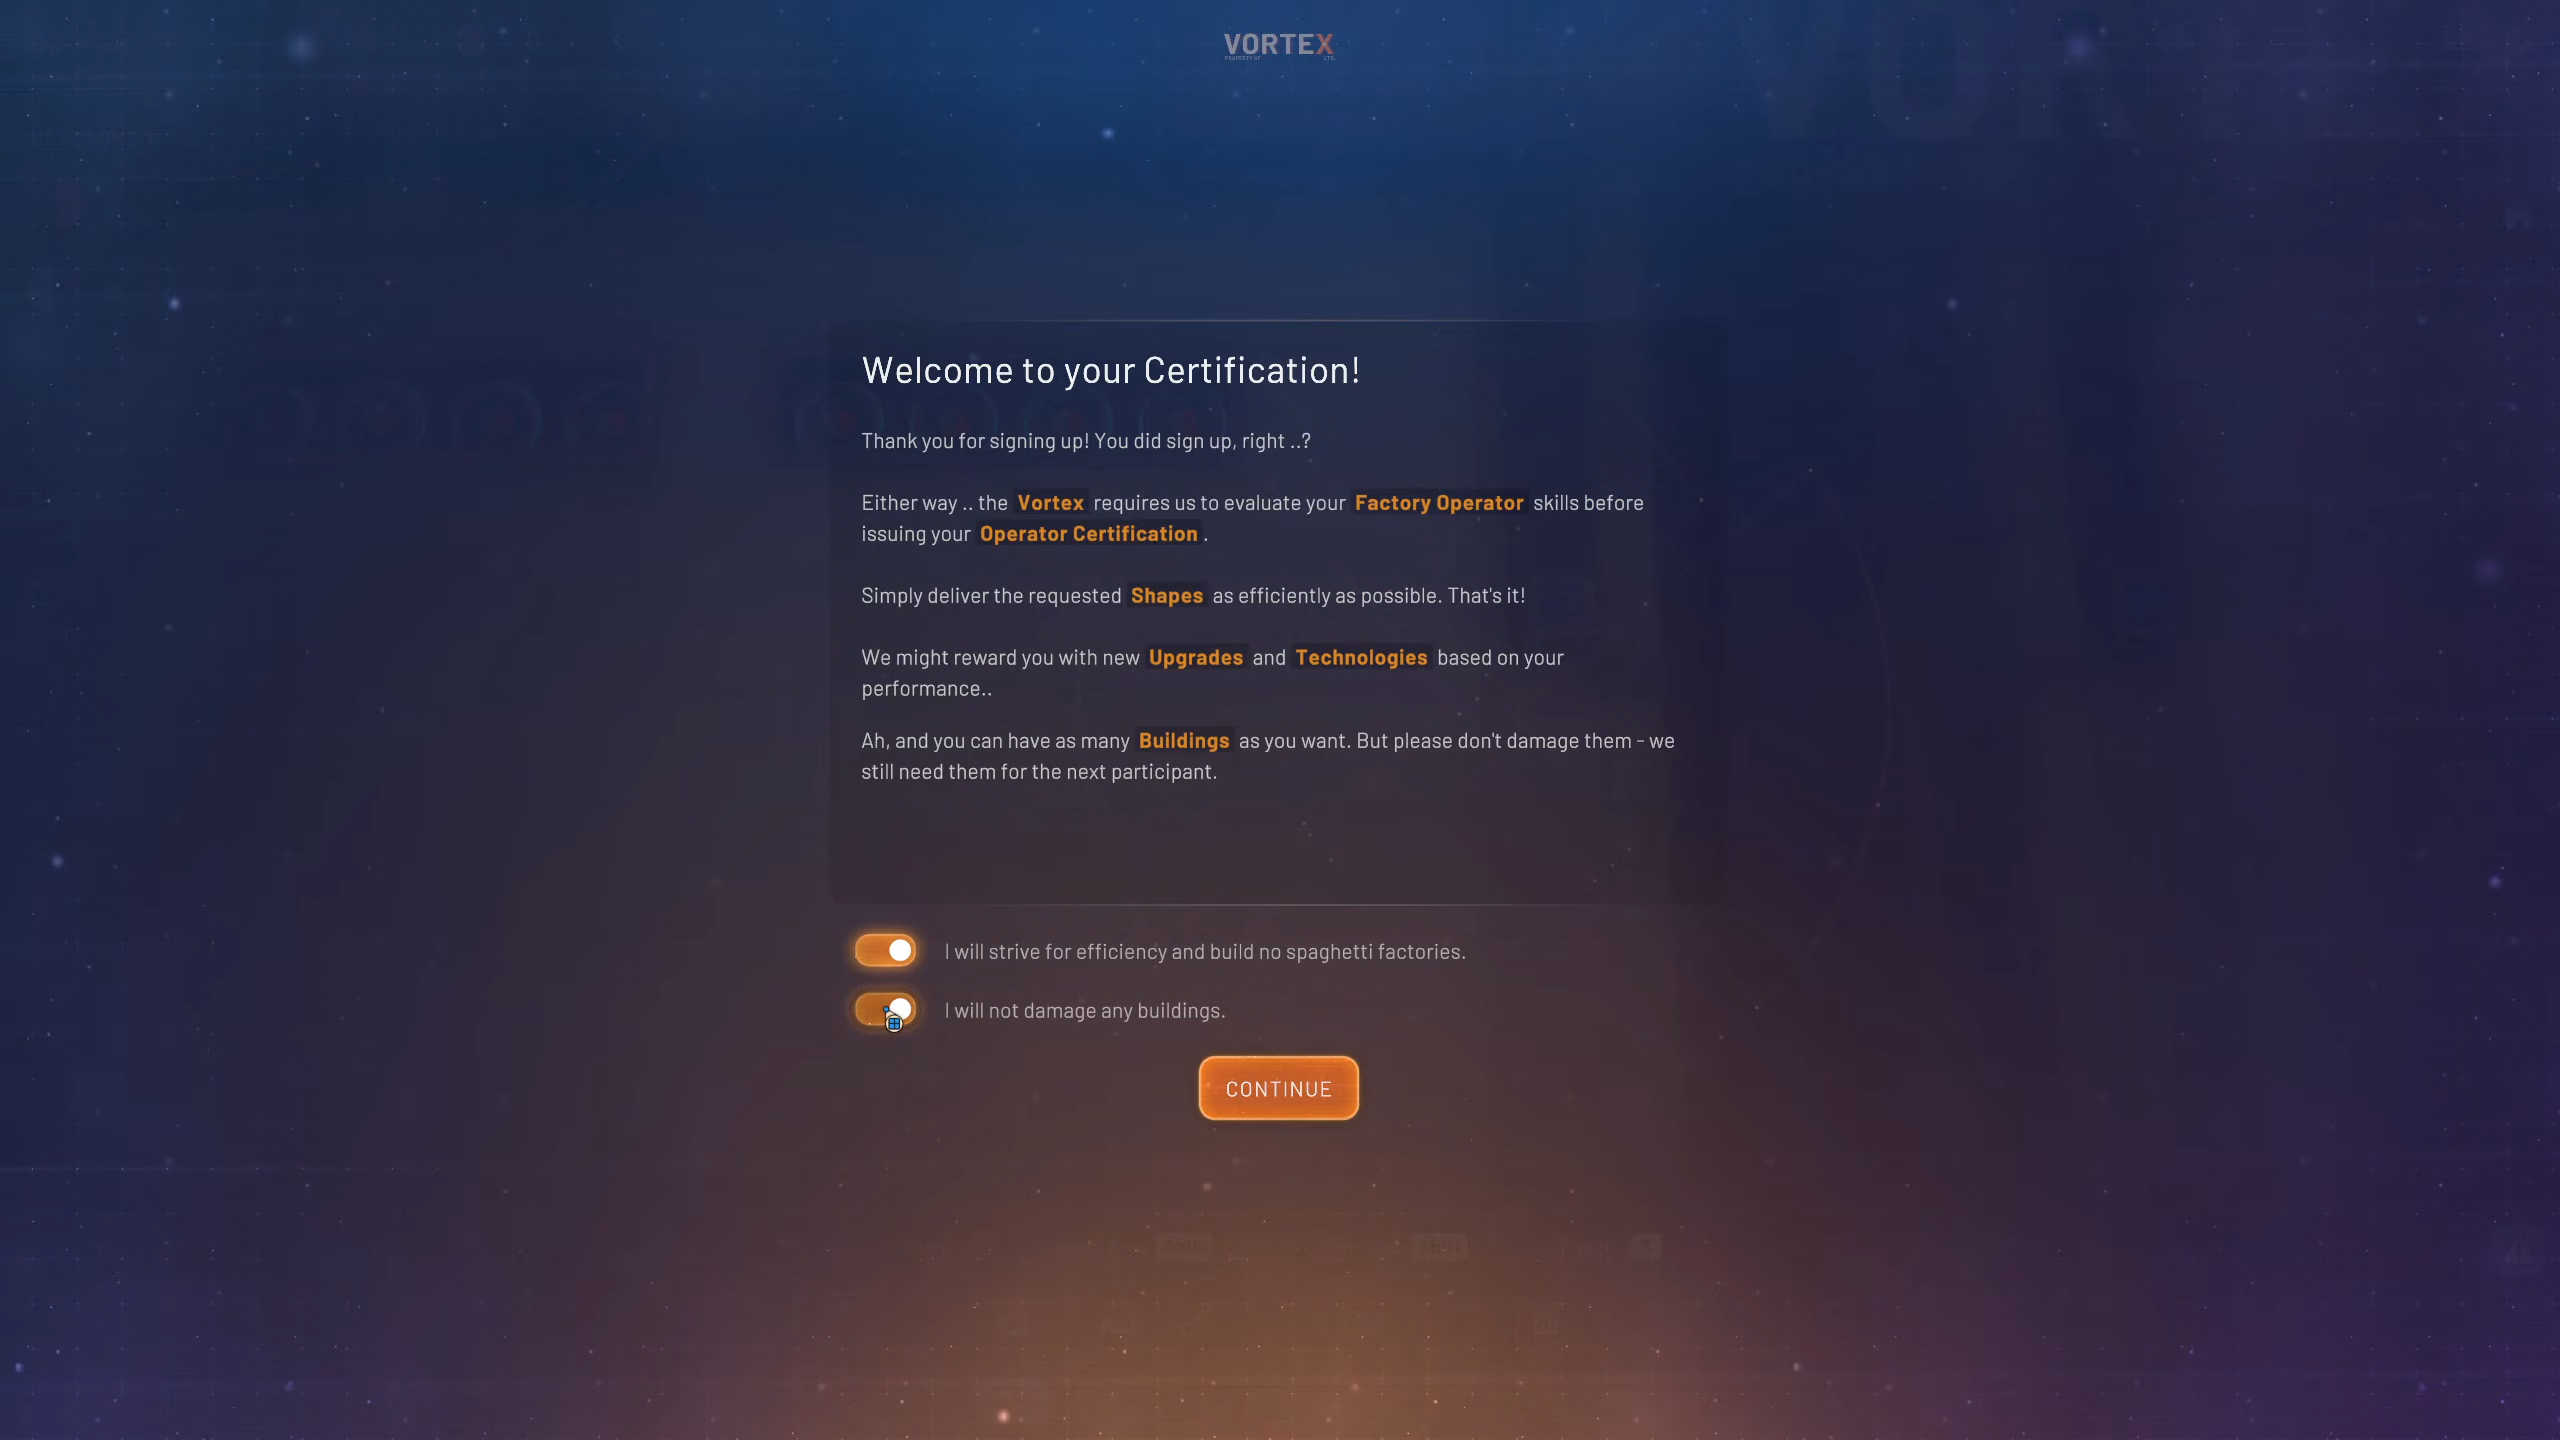 VORTEX
PROPERTY OF LTD.
Welcome to your Certification!
Thank you for signing up! You did sign up, right ..?
Either way .. the Vortex requires us to evaluate your Factory Operator skills before
issuing your Operator Certification .
Simply deliver the requested Shapes as efficiently as possible. That's it!
We might reward you with new Upgrades and Technologies based on your
performance..
Ah, and you can have as many Buildings as you want. But please don't damage them - we
still need them for the next participant.
I will strive for efficiency and build no spaghetti factories.
I will not damage any buildings.
CONTINUE